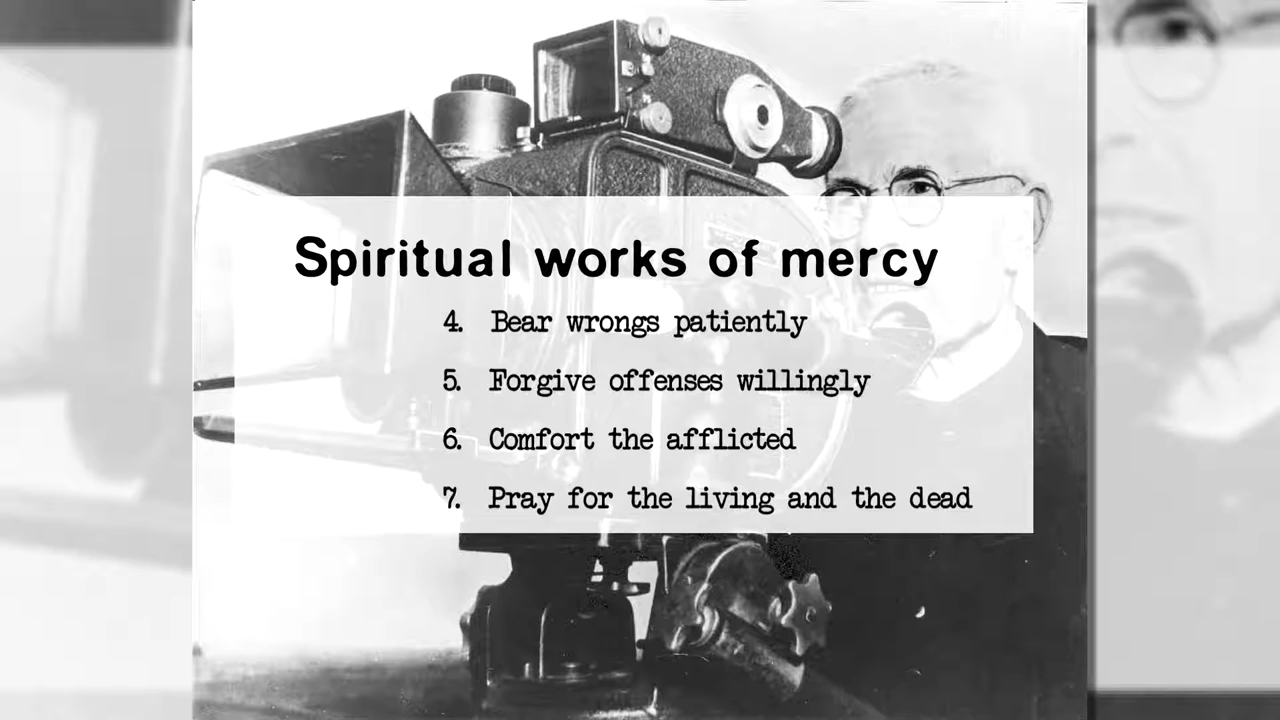 Spiritual works of mercy
4. Bear wrongs patiently
5. Forgive offenses willingly
6. Comfort the afflicted
7. Pray for the living and the dead